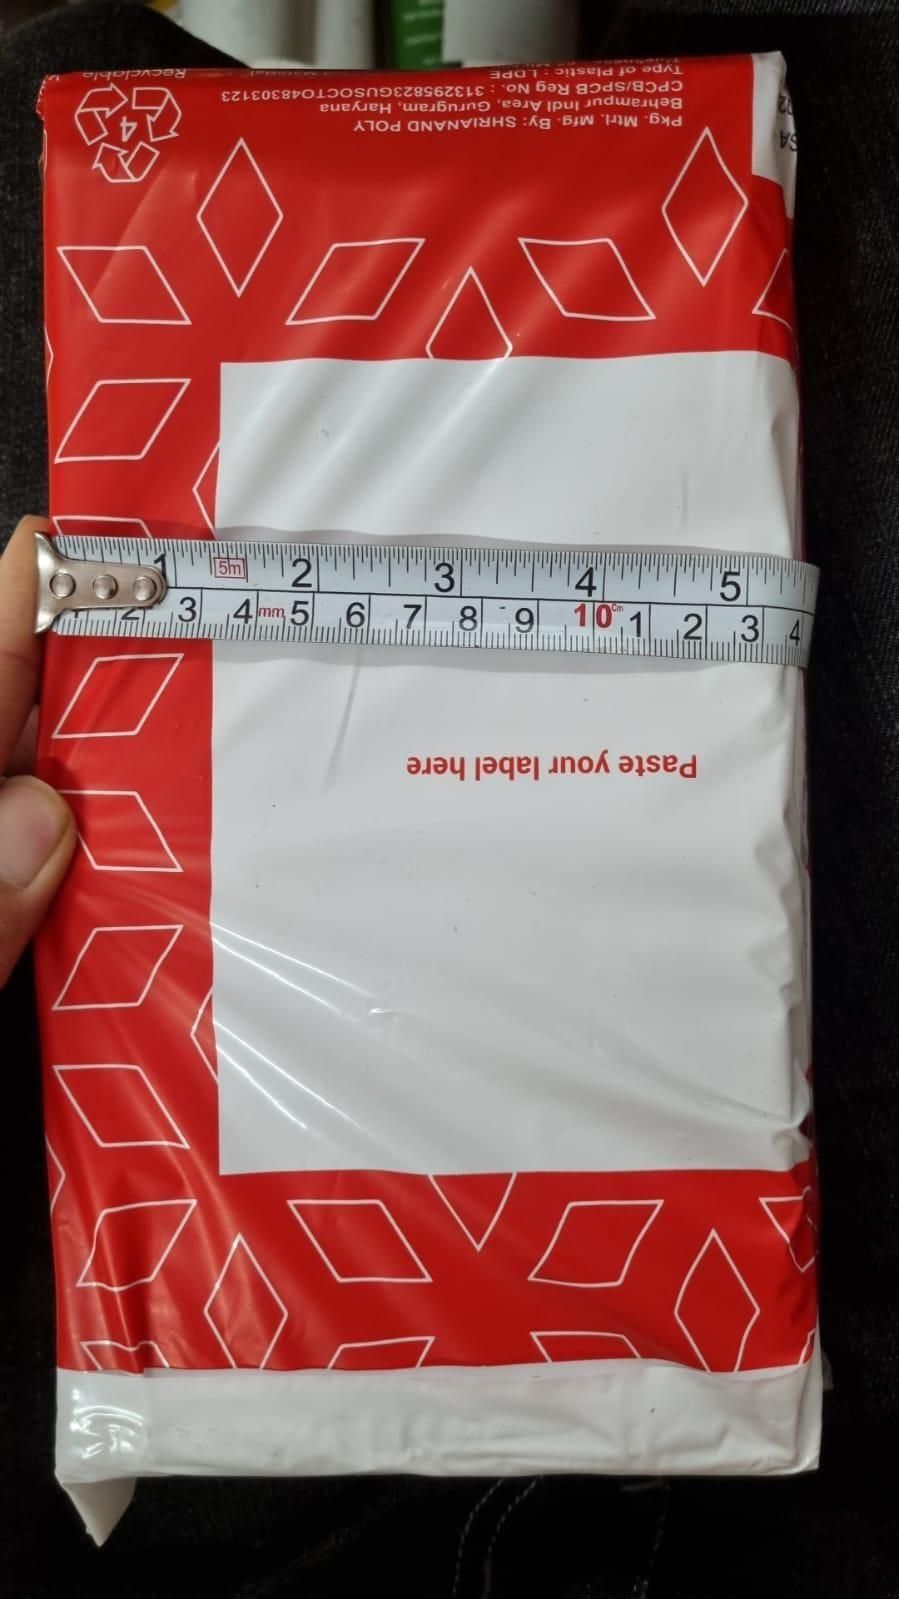 Paste your label here
Pkg. Mtrl. Mfg. By: SHRIANAND POLY
Behrampur Indl Area, Gurugram, Haryana
CPCB/SPCB Reg No. : 313295823GUSOCTO48303123
Type of Plastic : LDPE
Recyclable
4
1 5m 2 3 4 5
2 3 4 mm 5 6 7 8 9 10 Cm 1 2 3 4